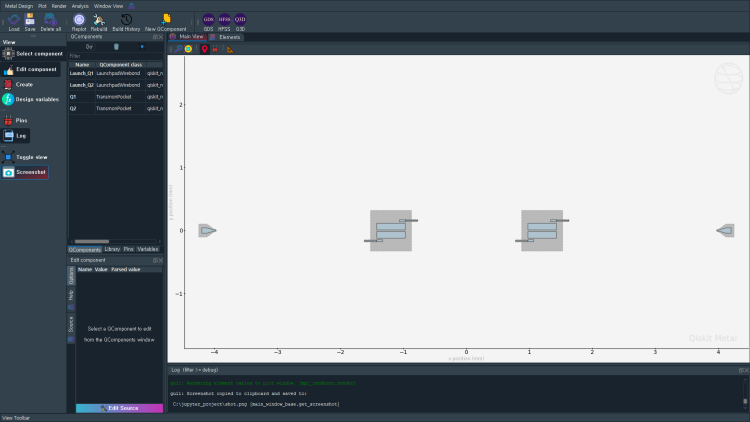 Metal Design Plot Render Analysis Window View
Load Save Delete all Replot Rebuild Build History New QComponent GDS HFSS Q3D
GDS HFSS Q3D
View
Select component
Edit component
Create
Design variables
Pins
Log
Toggle view
Screenshot
QComponents
Filter
Name QComponent class
Launch_Q1 LaunchpadWirebond qiskit_m
Launch_Q2 LaunchpadWirebond qiskit_m
Q1 TransmonPocket qiskit_m
Q2 TransmonPocket qiskit_m
QComponents Library Pins Variables
Edit component
Options
Help
Source
Name Value Parsed value
Select a QComponent to edit
from the QComponents window
Edit Source
Main View Elements
y position (mm)
2
1
0
−1
−4 −3 −2 −1 0 1 2 3 4
x position (mm)
Qiskit Metal
Log (filter >= debug)
gui: Screenshot copied to clipboard and saved to:
C:\jupyter_project\shot.png [main_window_base.get_screenshot]
View Toolbar